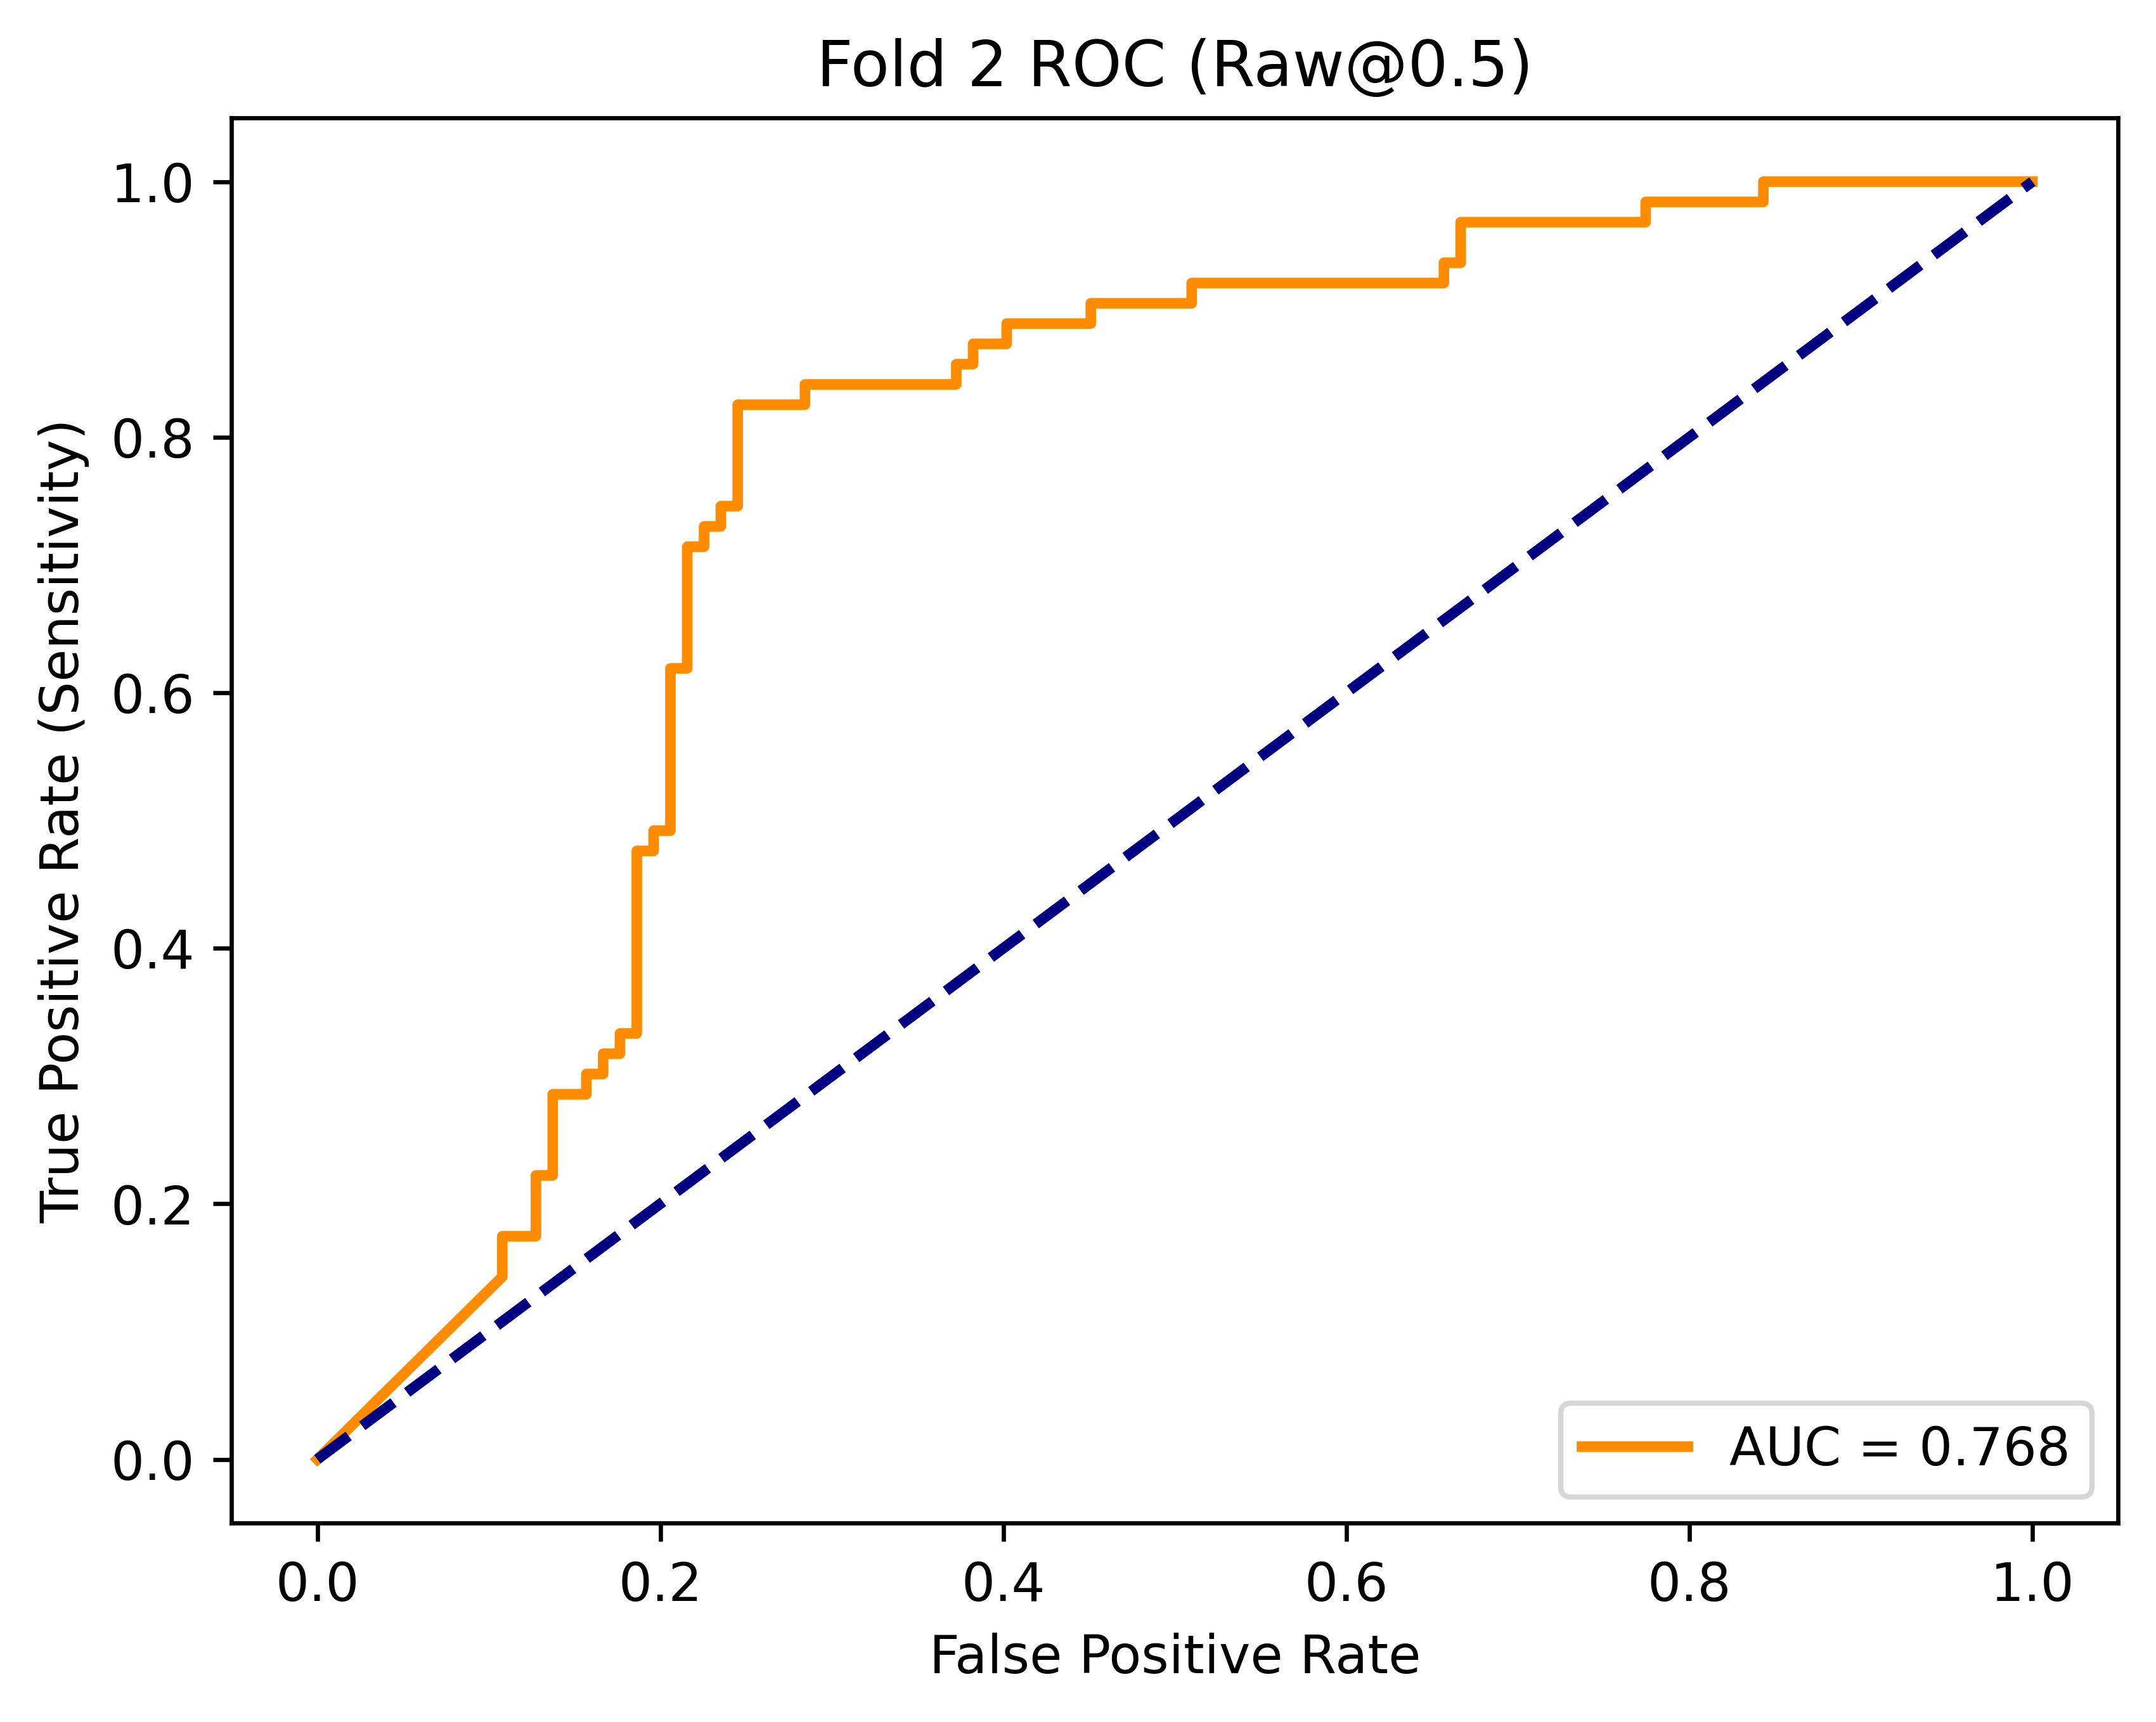 Fold 2 ROC (Raw@0.5)
True Positive Rate (Sensitivity)
1.0
0.8
0.6
0.4
0.2
0.0
AUC = 0.768
0.0 0.2 0.4 0.6 0.8 1.0
False Positive Rate